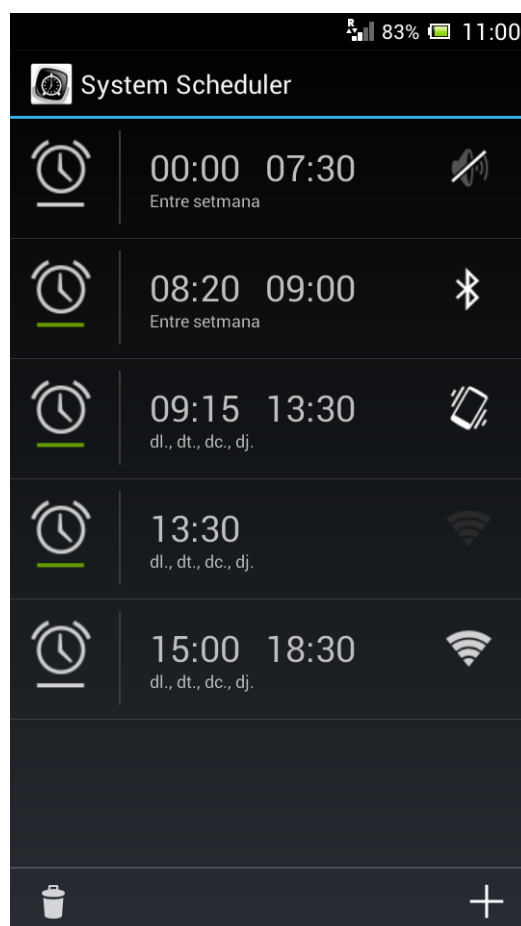 R 83% 11:00
System Scheduler
00:00 07:30
Entre setmana
08:20 09:00
Entre setmana
09:15 13:30
dl., dt., dc., dj.
13:30
dl., dt., dc., dj.
15:00 18:30
dl., dt., dc., dj.